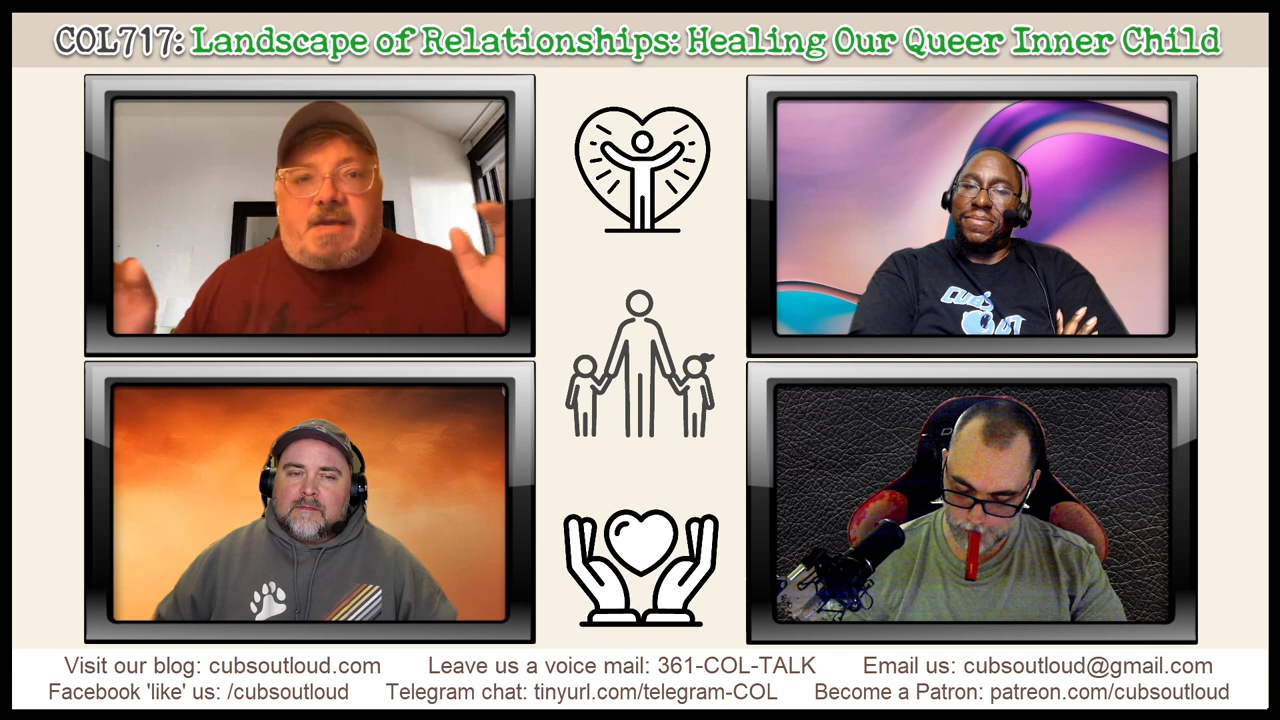 COL717: Landscape of Relationships: Healing Our Queer Inner Child
CUBS
OUT
Visit our blog: cubsoutloud.com Leave us a voice mail: 361-COL-TALK Email us: cubsoutloud@gmail.com
Facebook 'like' us: /cubsoutloud Telegram chat: tinyurl.com/telegram-COL Become a Patron: patreon.com/cubsoutloud